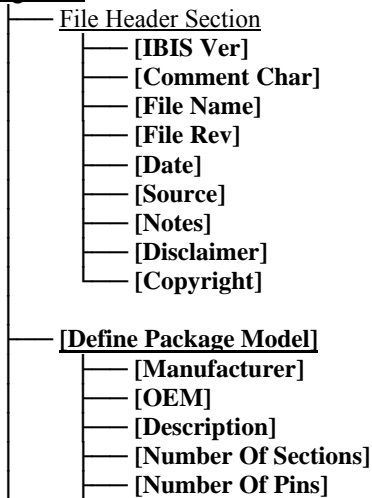 File Header Section
[IBIS Ver]
[Comment Char]
[File Name]
[File Rev]
[Date]
[Source]
[Notes]
[Disclaimer]
[Copyright]
[Define Package Model]
[Manufacturer]
[OEM]
[Description]
[Number Of Sections]
[Number Of Pins]